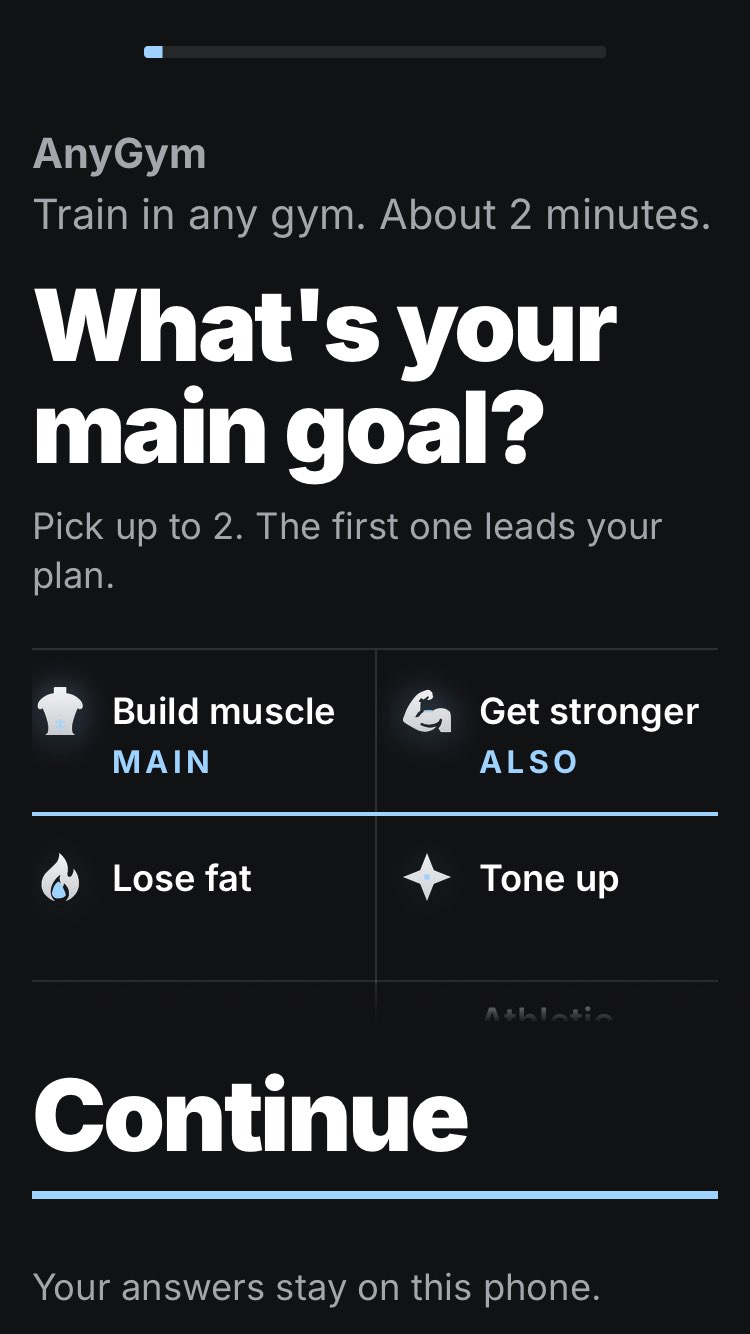 AnyGym
Train in any gym. About 2 minutes.
What's your
main goal?
Pick up to 2. The first one leads your
plan.
Build muscle
MAIN
Get stronger
ALSO
Lose fat
Tone up
Athletic
Continue
Your answers stay on this phone.